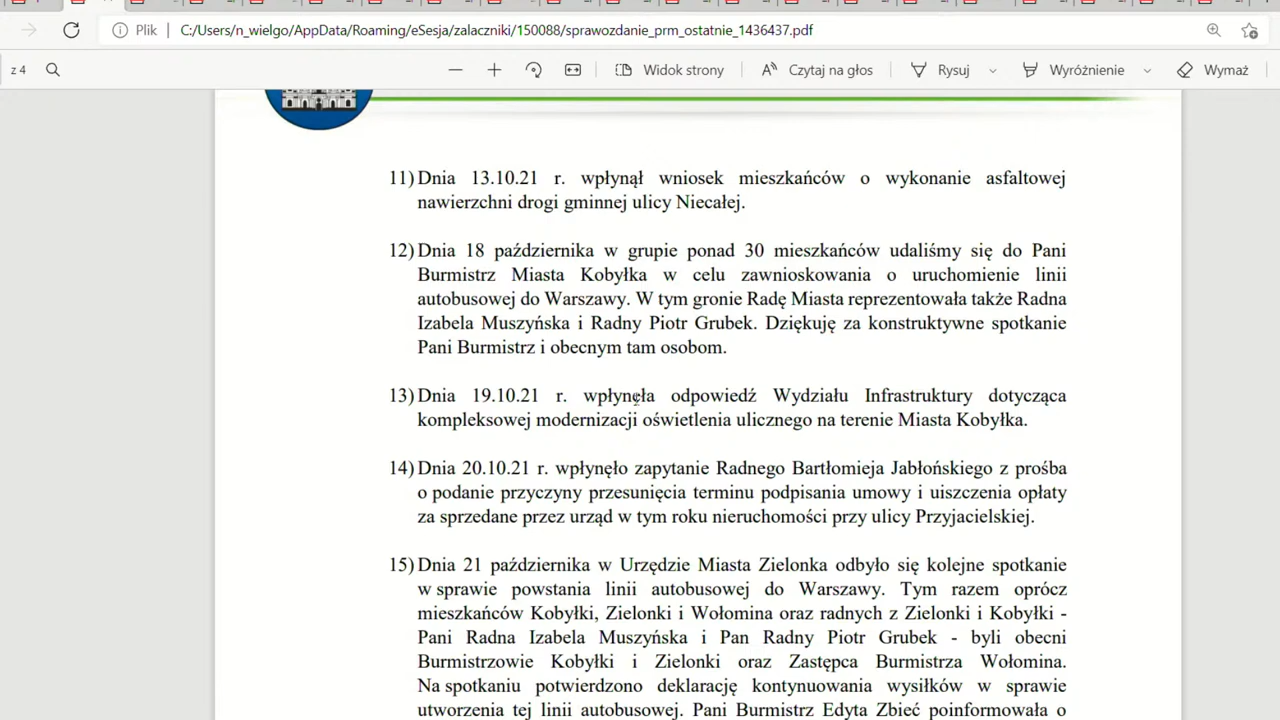 Plik
C:/Users/n_wielgo/AppData/Roaming/eSesja/zalaczniki/150088/sprawozdanie_prm_ostatnie_1436437.pdf
z 4
Widok strony
Czytaj na głos
Rysuj
Wyróżnienie
Wymaż
11) Dnia 13.10.21 r. wpłynął wniosek mieszkańców o wykonanie asfaltowej
nawierzchni drogi gminnej ulicy Niecałej.
12) Dnia 18 października w grupie ponad 30 mieszkańców udaliśmy się do Pani
Burmistrz Miasta Kobyłka w celu zawnioskowania o uruchomienie linii
autobusowej do Warszawy. W tym gronie Radę Miasta reprezentowała także Radna
Izabela Muszyńska i Radny Piotr Grubek. Dziękuję za konstruktywne spotkanie
Pani Burmistrz i obecnym tam osobom.
13) Dnia 19.10.21 r. wpłynęła odpowiedź Wydziału Infrastruktury dotycząca
kompleksowej modernizacji oświetlenia ulicznego na terenie Miasta Kobyłka.
14) Dnia 20.10.21 r. wpłynęło zapytanie Radnego Bartłomieja Jabłońskiego z prośba
o podanie przyczyny przesunięcia terminu podpisania umowy i uiszczenia opłaty
za sprzedane przez urząd w tym roku nieruchomości przy ulicy Przyjacielskiej.
15) Dnia 21 października w Urzędzie Miasta Zielonka odbyło się kolejne spotkanie
w sprawie powstania linii autobusowej do Warszawy. Tym razem oprócz
mieszkańców Kobyłki, Zielonki i Wołomina oraz radnych z Zielonki i Kobyłki -
Pani Radna Izabela Muszyńska i Pan Radny Piotr Grubek - byli obecni
Burmistrzowie Kobyłki i Zielonki oraz Zastępca Burmistrza Wołomina.
Na spotkaniu potwierdzono deklarację kontynuowania wysiłków w sprawie
utworzenia tej linii autobusowej. Pani Burmistrz Edyta Zbieć poinformowała o